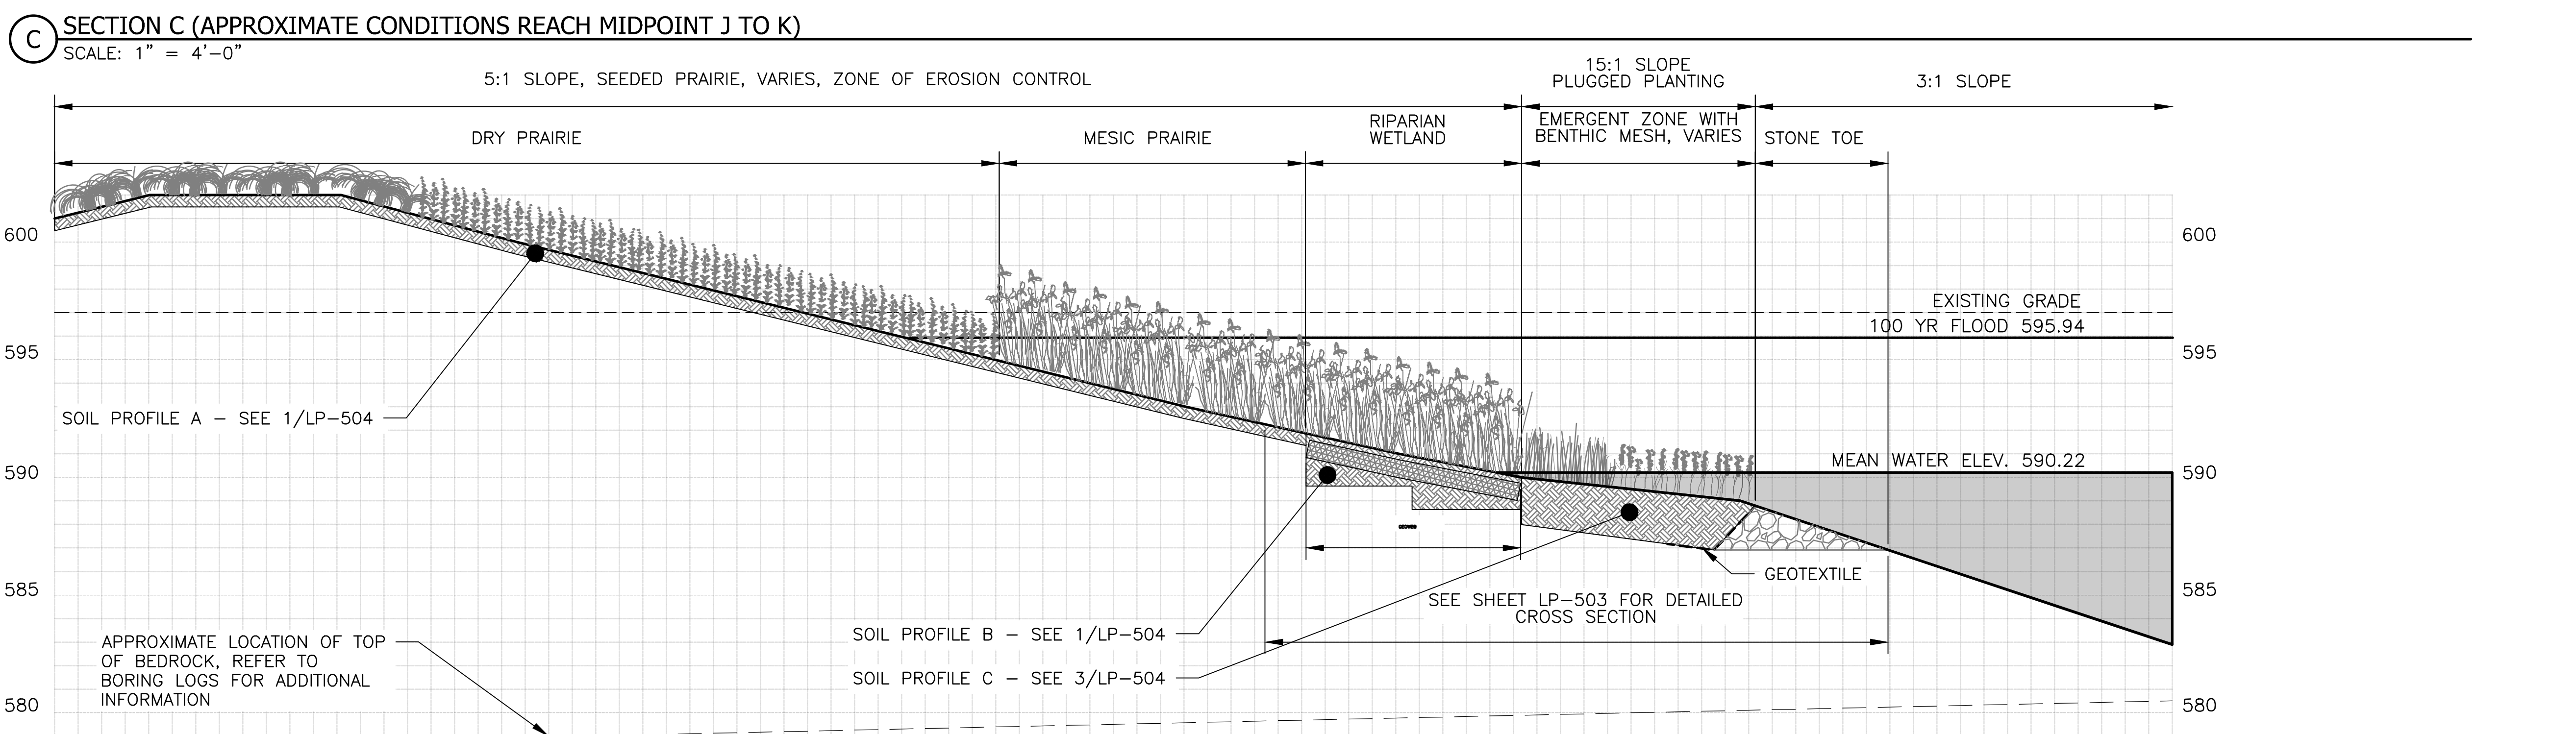 C
SECTION C (APPROXIMATE CONDITIONS REACH MIDPOINT J TO K)
SCALE: 1" = 4'-0"
5:1 SLOPE, SEEDED PRAIRIE, VARIES, ZONE OF EROSION CONTROL
15:1 SLOPE
PLUGGED PLANTING
3:1 SLOPE
DRY PRAIRIE
MESIC PRAIRIE
RIPARIAN
WETLAND
EMERGENT ZONE WITH
BENTHIC MESH, VARIES
STONE TOE
600
600
EXISTING GRADE
100 YR FLOOD 595.94
595
595
SOIL PROFILE A - SEE 1/LP-504
MEAN WATER ELEV. 590.22
590
590
GEOTEXTILE
585
585
SEE SHEET LP-503 FOR DETAILED
CROSS SECTION
SOIL PROFILE B - SEE 1/LP-504
SOIL PROFILE C - SEE 3/LP-504
APPROXIMATE LOCATION OF TOP
OF BEDROCK, REFER TO
BORING LOGS FOR ADDITIONAL
INFORMATION
580
580